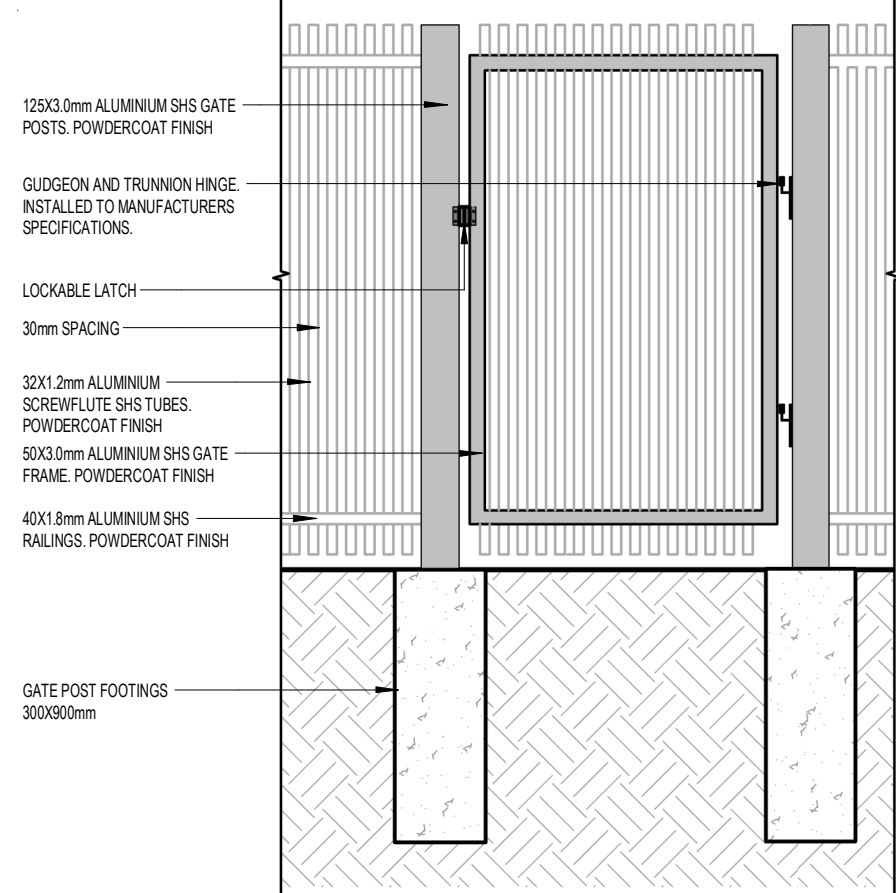 125X3.0mm ALUMINIUM SHS GATE
POSTS. POWDERCOAT FINISH
GUDGEON AND TRUNNION HINGE.
INSTALLED TO MANUFACTURERS
SPECIFICATIONS.
LOCKABLE LATCH
30mm SPACING
32X1.2mm ALUMINIUM
SCREWFLUTE SHS TUBES.
POWDERCOAT FINISH
50X3.0mm ALUMINIUM SHS GATE
FRAME. POWDERCOAT FINISH
40X1.8mm ALUMINIUM SHS
RAILINGS. POWDERCOAT FINISH
GATE POST FOOTINGS
300X900mm